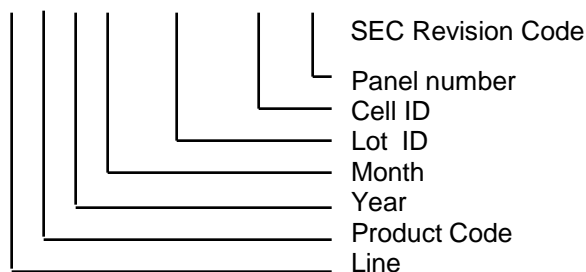 SEC Revision Code
Panel number
Cell ID
Lot ID
Month
Year
Product Code
Line